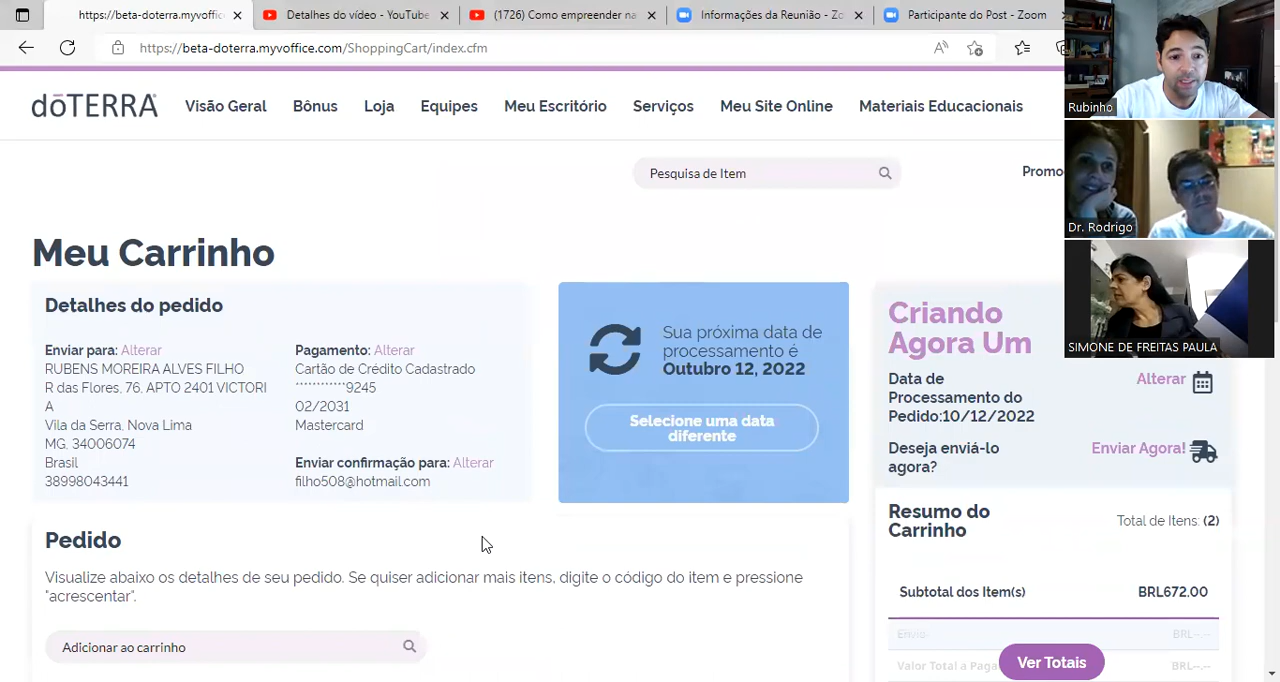 https://beta-doterra.myvoffic
Detalhes do vídeo - YouTube
(1726) Como empreender na
Informações da Reunião - Zo
Participante do Post - Zoom
https://beta-doterra.myvoffice.com/ShoppingCart/index.cfm
dōTERRA
Visão Geral
Bônus
Loja
Equipes
Meu Escritório
Serviços
Meu Site Online
Materiais Educacionais
Rubinho
Dr. Rodrigo
SIMONE DE FREITAS PAULA
Pesquisa de Item
Promo
Meu Carrinho
Detalhes do pedido
Enviar para: Alterar
RUBENS MOREIRA ALVES FILHO
R das Flores, 76, APTO 2401 VICTORI
A
Vila da Serra, Nova Lima
MG, 34006074
Brasil
38998043441
Pagamento: Alterar
Cartão de Crédito Cadastrado
************9245
02/2031
Mastercard
Enviar confirmação para: Alterar
filho508@hotmail.com
Sua próxima data de
processamento é
Outubro 12, 2022
Selecione uma data
diferente
Criando
Agora Um
Data de
Processamento do
Pedido:10/12/2022
Alterar
Deseja enviá-lo
agora?
Enviar Agora!
Resumo do
Carrinho
Total de Itens: (2)
Subtotal dos Item(s)
BRL672.00
Envio
BRL--.--
Valor Total a Paga
BRL--.--
Ver Totais
Pedido
Visualize abaixo os detalhes de seu pedido. Se quiser adicionar mais itens, digite o código do item e pressione
"acrescentar".
Adicionar ao carrinho